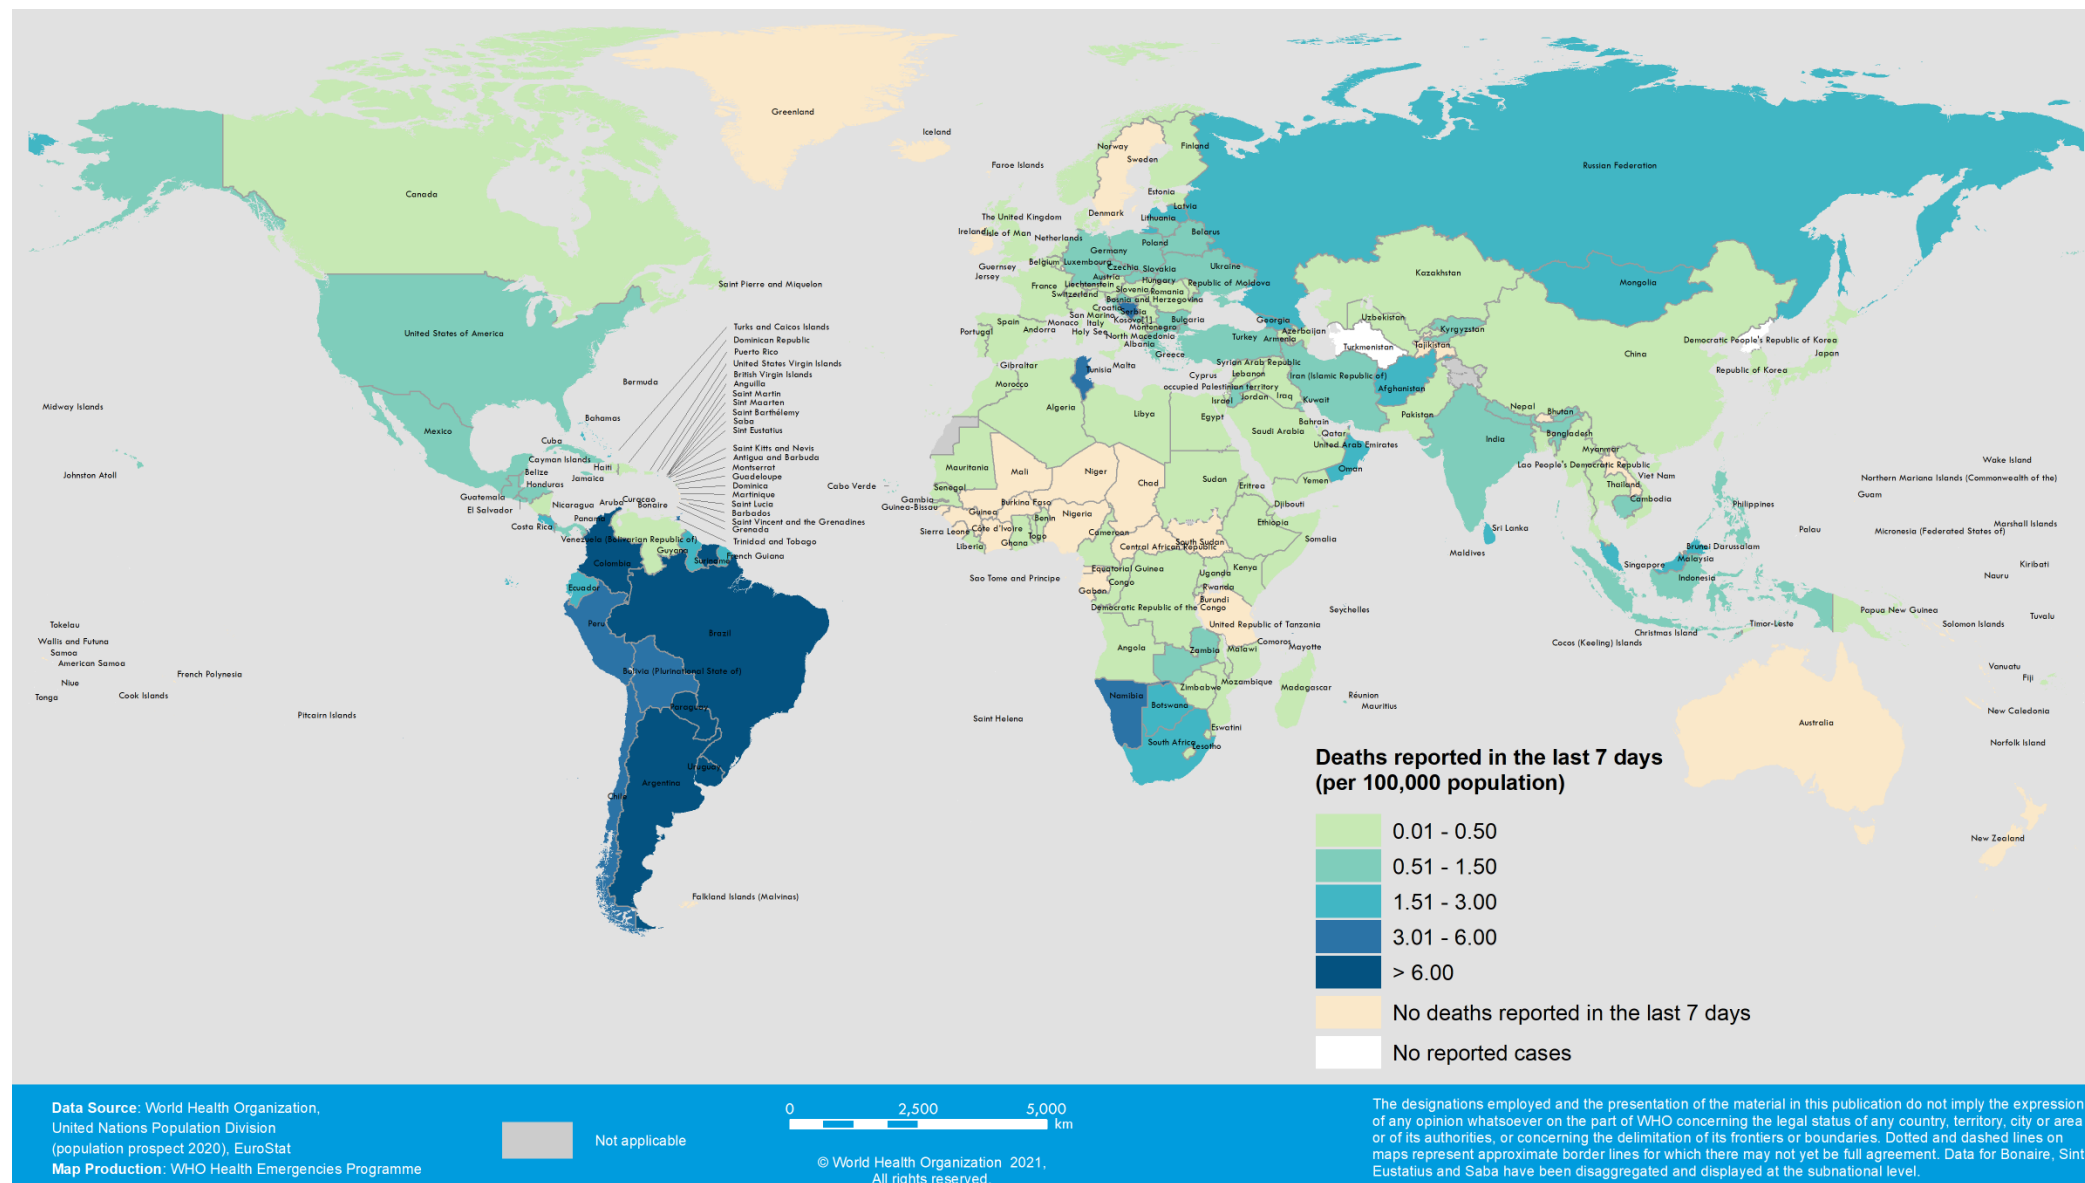 Greenland
Iceland
Faroe Islands
Norway
Sweden
Finland
Russian Federation
Canada
Estonia
Latvia
Denmark
Lithuania
The United Kingdom
Ireland
Isle of Man
Netherlands
Belarus
Poland
Germany
Guernsey
Jersey
Belgium
Luxembourg
Czechia
Slovakia
Ukraine
Austria
Hungary
Republic of Moldova
France
Liechtenstein
Switzerland
Slovenia
Romania
Bosnia and Herzegovina
Croatia
Serbia
San Marino
Kosovo[1]
Bulgaria
Monaco
Italy
Montenegro
Spain
Andorra
Holy See
North Macedonia
Portugal
Albania
Greece
Turkey
Georgia
Azerbaijan
Armenia
Kazakhstan
Mongolia
Uzbekistan
Kyrgyzstan
Turkmenistan
Tajikistan
China
Democratic People's Republic of Korea
Japan
Republic of Korea
Saint Pierre and Miquelon
United States of America
Turks and Caicos Islands
Dominican Republic
Puerto Rico
United States Virgin Islands
British Virgin Islands
Anguilla
Saint Martin
Sint Maarten
Saint Barthélemy
Saba
Sint Eustatius
Saint Kitts and Nevis
Antigua and Barbuda
Montserrat
Guadeloupe
Dominica
Martinique
Saint Lucia
Barbados
Saint Vincent and the Grenadines
Grenada
Trinidad and Tobago
Bermuda
Bahamas
Midway Islands
Johnston Atoll
Mexico
Cuba
Cayman Islands
Haiti
Belize
Jamaica
Honduras
Guatemala
El Salvador
Nicaragua
Aruba
Curacao
Bonaire
Costa Rica
Panama
Venezuela (Bolivarian Republic of)
Guyana
Suriname
French Guiana
Colombia
Ecuador
Peru
Brazil
Bolivia (Plurinational State of)
Paraguay
Uruguay
Argentina
Chile
Falkland Islands (Malvinas)
Tokelau
Wallis and Futuna
Samoa
American Samoa
Niue
Tonga
Cook Islands
French Polynesia
Pitcairn Islands
Gibraltar
Tunisia
Malta
Morocco
Algeria
Libya
Egypt
Cyprus
Syrian Arab Republic
Lebanon
occupied Palestinian territory
Israel
Jordan
Iraq
Kuwait
Iran (Islamic Republic of)
Afghanistan
Pakistan
Bahrain
Qatar
Saudi Arabia
United Arab Emirates
Oman
Yemen
Nepal
Bhutan
India
Bangladesh
Myanmar
Lao People's Democratic Republic
Viet Nam
Thailand
Cambodia
Philippines
Sri Lanka
Maldives
Brunei Darussalam
Malaysia
Singapore
Indonesia
Cabo Verde
Mauritania
Mali
Niger
Chad
Sudan
Eritrea
Senegal
Gambia
Guinea-Bissau
Guinea
Burkina Faso
Benin
Nigeria
Sierra Leone
Côte d'Ivoire
Liberia
Ghana
Togo
Cameroon
Central African Republic
South Sudan
Djibouti
Ethiopia
Somalia
Sao Tome and Principe
Equatorial Guinea
Gabon
Congo
Uganda
Kenya
Rwanda
Burundi
Democratic Republic of the Congo
United Republic of Tanzania
Seychelles
Comoros
Mayotte
Angola
Zambia
Malawi
Mozambique
Madagascar
Zimbabwe
Namibia
Botswana
Réunion
Mauritius
Eswatini
South Africa
Lesotho
Saint Helena
Wake Island
Northern Mariana Islands (Commonwealth of the)
Guam
Palau
Marshall Islands
Micronesia (Federated States of)
Kiribati
Nauru
Papua New Guinea
Solomon Islands
Tuvalu
Timor-Leste
Christmas Island
Cocos (Keeling) Islands
Vanuatu
Fiji
New Caledonia
Norfolk Island
Australia
New Zealand
Deaths reported in the last 7 days
(per 100,000 population)
0.01 - 0.50
0.51 - 1.50
1.51 - 3.00
3.01 - 6.00
> 6.00
No deaths reported in the last 7 days
No reported cases
Data Source: World Health Organization,
United Nations Population Division
(population prospect 2020), EuroStat
Map Production: WHO Health Emergencies Programme
Not applicable
0 2,500 5,000
km
© World Health Organization 2021,
All rights reserved
The designations employed and the presentation of the material in this publication do not imply the expression
of any opinion whatsoever on the part of WHO concerning the legal status of any country, territory, city or area
or of its authorities, or concerning the delimitation of its frontiers or boundaries. Dotted and dashed lines on
maps represent approximate border lines for which there may not yet be full agreement. Data for Bonaire, Sint
Eustatius and Saba have been disaggregated and displayed at the subnational level.